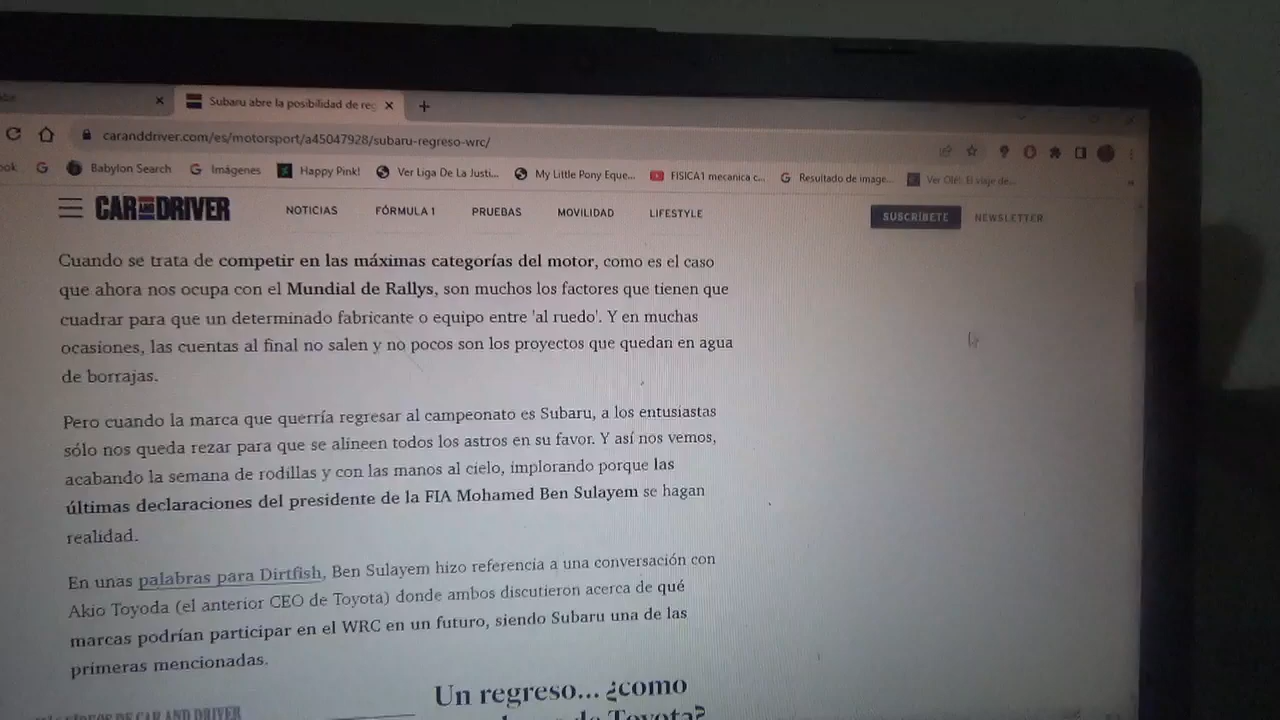 Subaru abre la posibilidad de reg
caranddriver.com/es/motorsport/a45047928/subaru-regreso-wrc/
ook
Babylon Search
Imágenes
Happy Pink!
Ver Liga De La Justi...
My Little Pony Eque...
FISICA1 mecanica c...
Resultado de image...
Ver Olé: El viaje de...
CAR AND DRIVER
NOTICIAS
FÓRMULA 1
PRUEBAS
MOVILIDAD
LIFESTYLE
SUSCRÍBETE
NEWSLETTER
Cuando se trata de competir en las máximas categorías del motor, como es el caso
que ahora nos ocupa con el Mundial de Rallys, son muchos los factores que tienen que
cuadrar para que un determinado fabricante o equipo entre 'al ruedo'. Y en muchas
ocasiones, las cuentas al final no salen y no pocos son los proyectos que quedan en agua
de borrajas.
Pero cuando la marca que querría regresar al campeonato es Subaru, a los entusiastas
sólo nos queda rezar para que se alineen todos los astros en su favor. Y así nos vemos,
acabando la semana de rodillas y con las manos al cielo, implorando porque las
últimas declaraciones del presidente de la FIA Mohamed Ben Sulayem se hagan
realidad.
En unas palabras para Dirtfish, Ben Sulayem hizo referencia a una conversación con
Akio Toyoda (el anterior CEO de Toyota) donde ambos discutieron acerca de qué
marcas podrían participar en el WRC en un futuro, siendo Subaru una de las
primeras mencionadas.
VÍDEOS DE CAR AND DRIVER
Un regreso... ¿como
de Toyota?